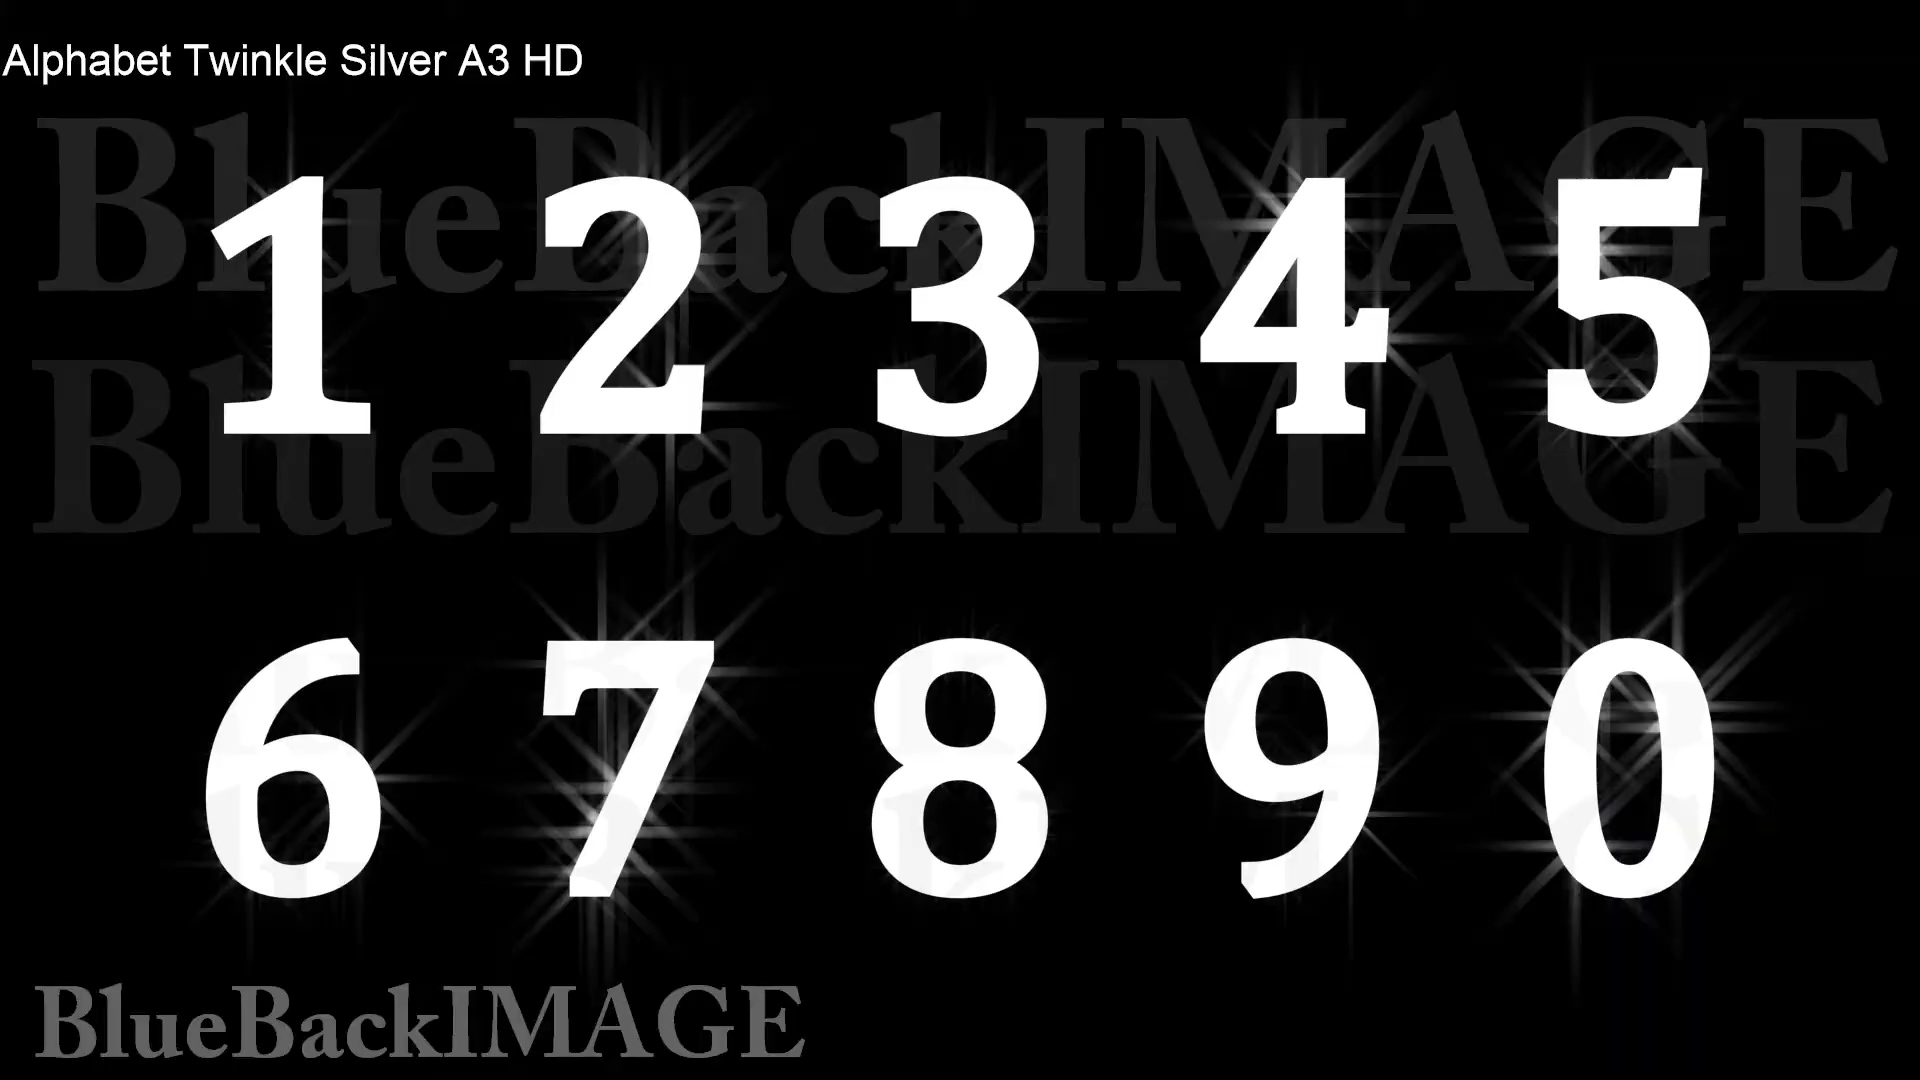 Alphabet Twinkle Silver A3 HD
BlueBackIMAGE
1 2 3 4 5
BlueBackIMAGE
6 7 8 9 0
BlueBackIMAGE